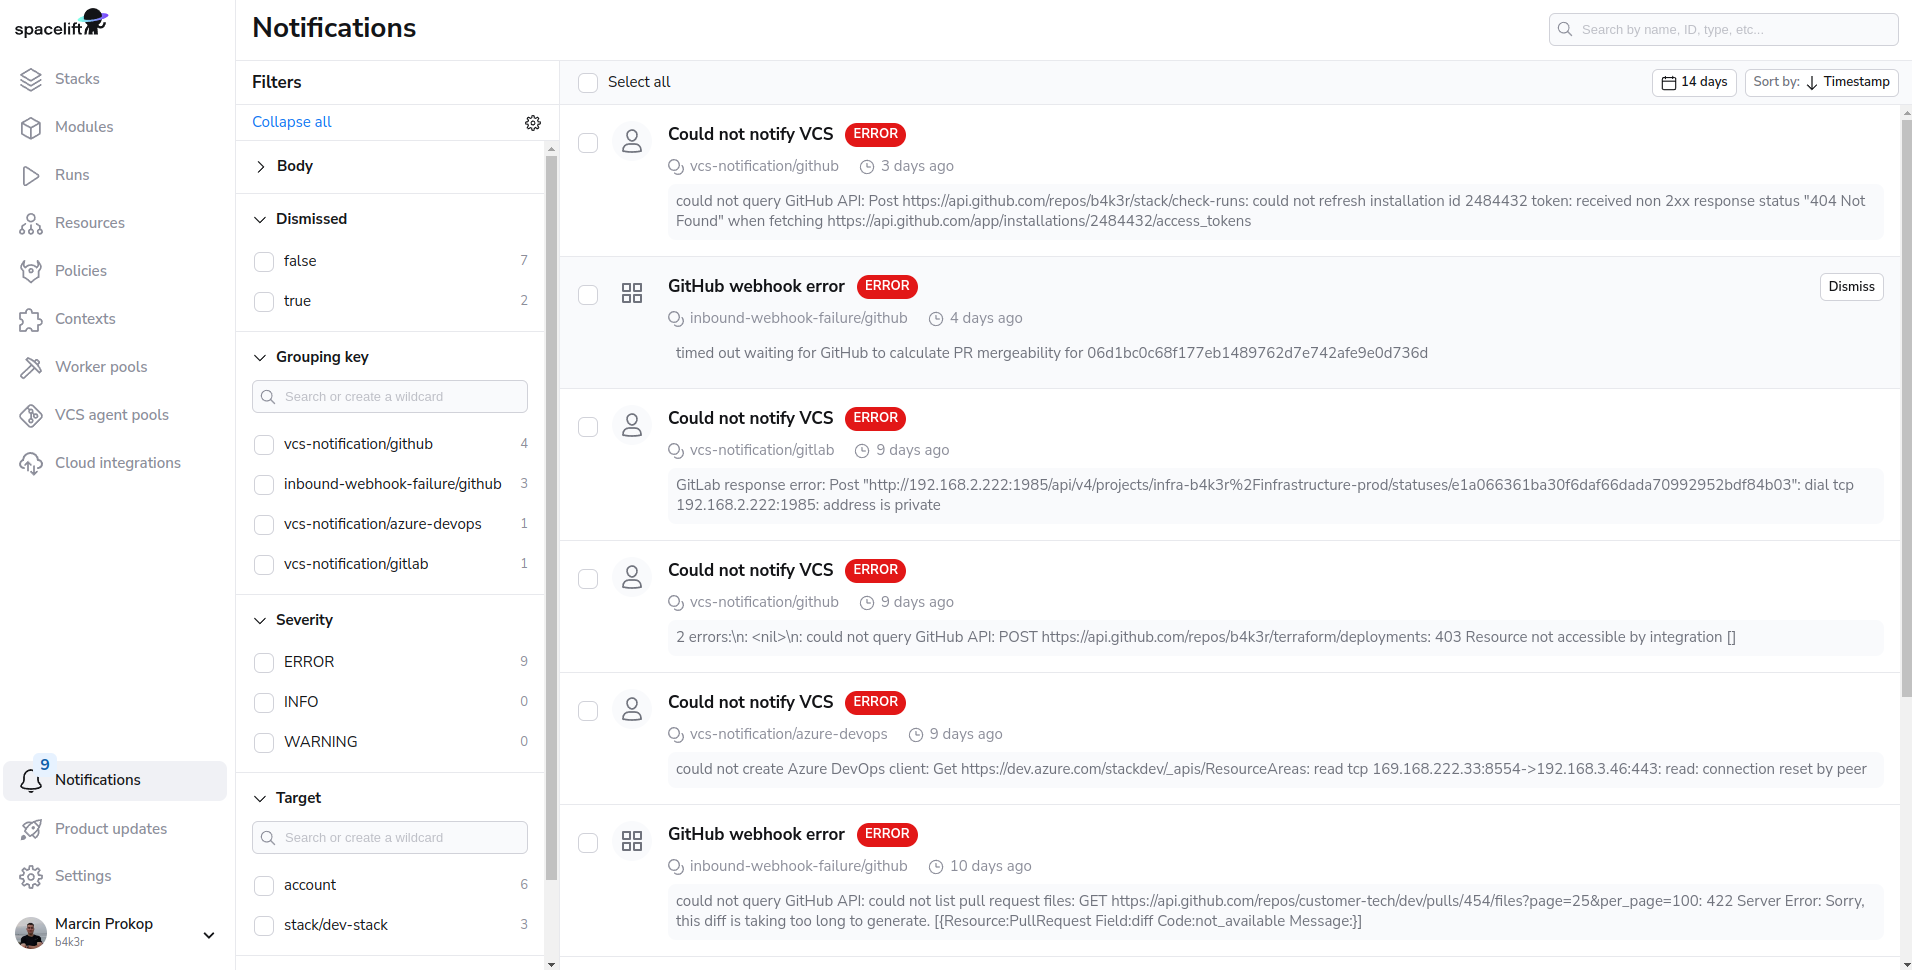 spacelift
Stacks
Modules
Runs
Resources
Policies
Contexts
Worker pools
VCS agent pools
Cloud integrations
9
Notifications
Product updates
Settings
Marcin Prokop
b4k3r
Notifications
Search by name, ID, type, etc...
Filters
Collapse all
Body
Dismissed
false 7
true 2
Grouping key
Search or create a wildcard
vcs-notification/github 4
inbound-webhook-failure/github 3
vcs-notification/azure-devops 1
vcs-notification/gitlab 1
Severity
ERROR 9
INFO 0
WARNING 0
Target
Search or create a wildcard
account 6
stack/dev-stack 3
Select all
14 days
Sort by: Timestamp
Could not notify VCS ERROR
vcs-notification/github 3 days ago
could not query GitHub API: Post https://api.github.com/repos/b4k3r/stack/check-runs: could not refresh installation id 2484432 token: received non 2xx response status "404 Not
Found" when fetching https://api.github.com/app/installations/2484432/access_tokens
GitHub webhook error ERROR
Dismiss
inbound-webhook-failure/github 4 days ago
timed out waiting for GitHub to calculate PR mergeability for 06d1bc0c68f177eb1489762d7e742afe9e0d736d
Could not notify VCS ERROR
vcs-notification/gitlab 9 days ago
GitLab response error: Post "http://192.168.2.222:1985/api/v4/projects/infra-b4k3r%2Finfrastructure-prod/statuses/e1a066361ba30f6daf66dada70992952bdf84b03": dial tcp
192.168.2.222:1985: address is private
Could not notify VCS ERROR
vcs-notification/github 9 days ago
2 errors:\n: <nil>\n: could not query GitHub API: POST https://api.github.com/repos/b4k3r/terraform/deployments: 403 Resource not accessible by integration []
Could not notify VCS ERROR
vcs-notification/azure-devops 9 days ago
could not create Azure DevOps client: Get https://dev.azure.com/stackdev/_apis/ResourceAreas: read tcp 169.168.222.33:8554->192.168.3.46:443: read: connection reset by peer
GitHub webhook error ERROR
inbound-webhook-failure/github 10 days ago
could not query GitHub API: could not list pull request files: GET https://api.github.com/repos/customer-tech/dev/pulls/454/files?page=25&per_page=100: 422 Server Error: Sorry,
this diff is taking too long to generate. [{Resource:PullRequest Field:diff Code:not_available Message:}]